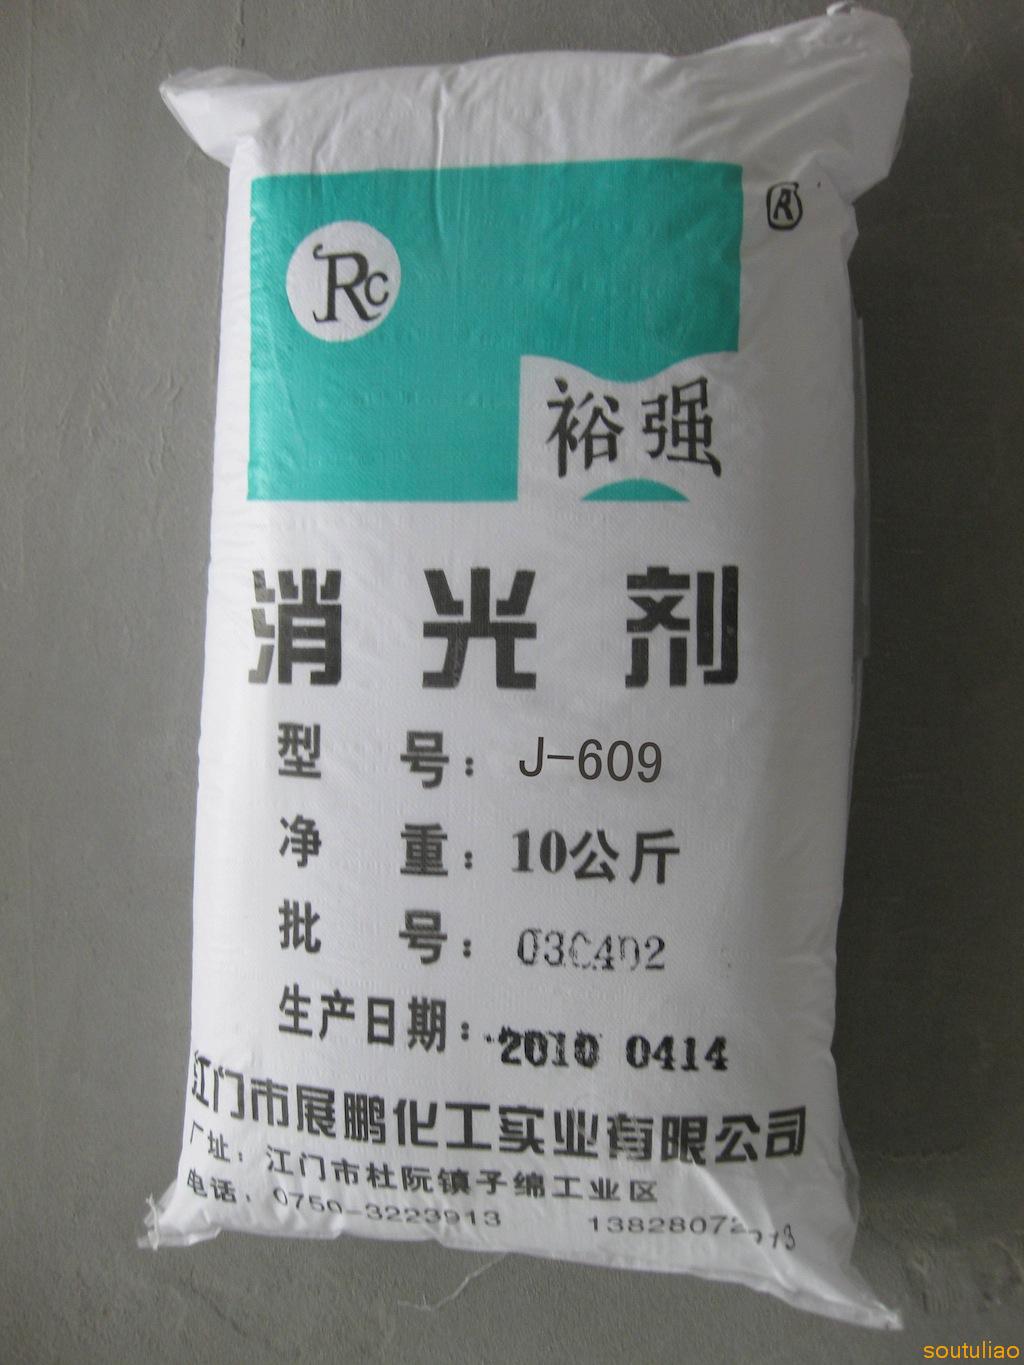 ®
Rc
裕强
消光剂
型 号： J-609
净 重： 10公斤
批 号： 03C402
生产日期： 2010 0414
江门市展鹏化工实业有限公司
厂址：江门市杜阮镇子绵工业区
电话：0750-3223913
soutuliao